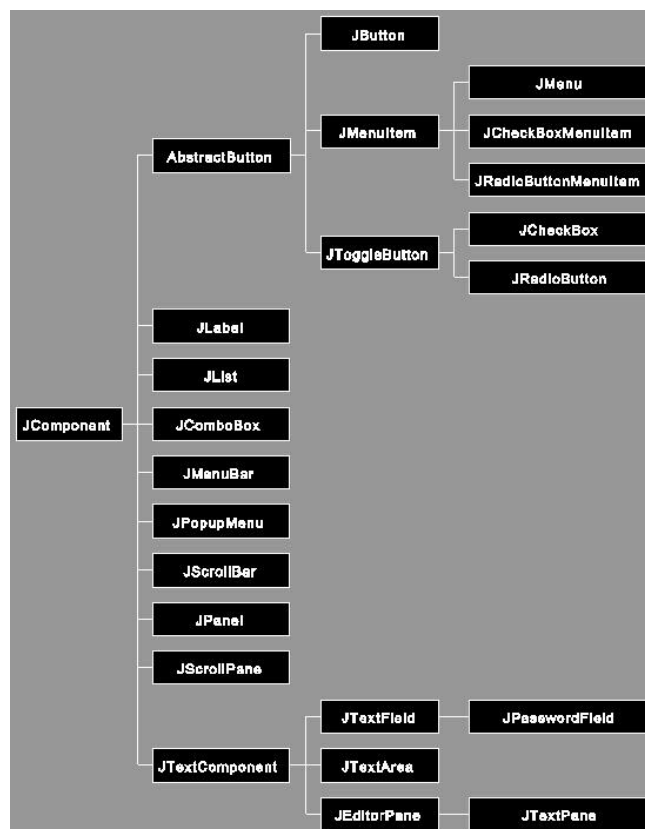 JButton
JMenu
JMenuItem
JCheckBoxMenuItem
AbstractButton
JRadioButtonMenuItem
JCheckBox
JToggleButton
JRadioButton
JLabel
JList
JComponent
JComboBox
JMenuBar
JPopupMenu
JScrollBar
JPanel
JScrollPane
JTextField
JPasswordField
JTextComponent
JTextArea
JEditorPane
JTextPane